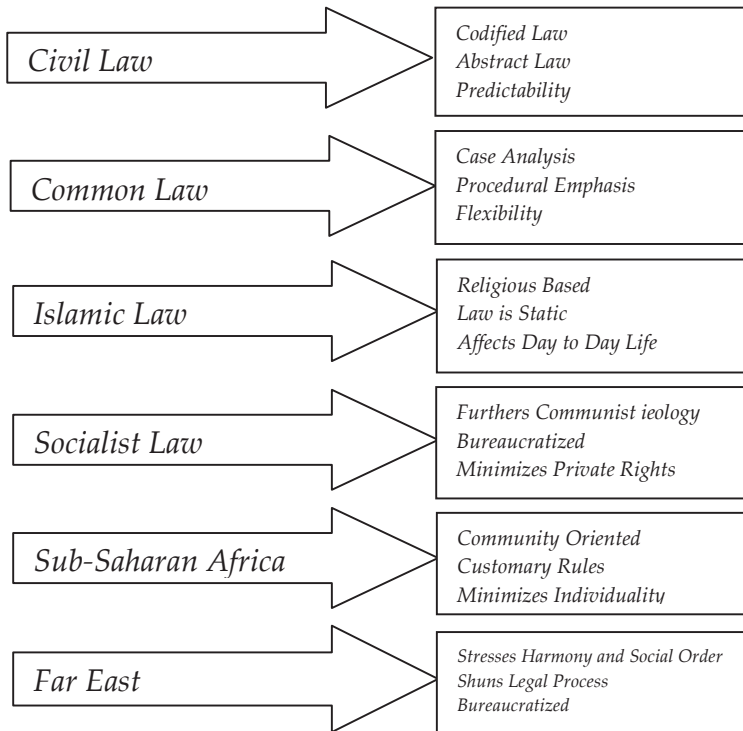 Civil Law
Codified Law
Abstract Law
Predictability
Common Law
Case Analysis
Procedural Emphasis
Flexibility
Islamic Law
Religious Based
Law is Static
Affects Day to Day Life
Socialist Law
Furthers Communist ieology
Bureaucratized
Minimizes Private Rights
Sub-Saharan Africa
Community Oriented
Customary Rules
Minimizes Individuality
Far East
Stresses Harmony and Social Order
Shuns Legal Process
Bureaucratized